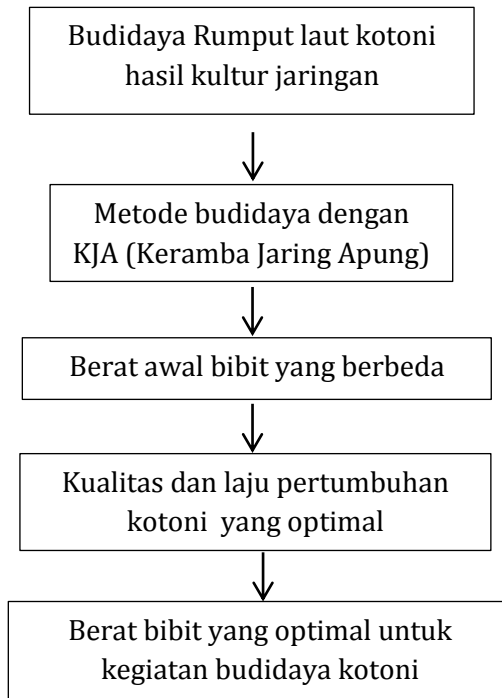 Budidaya Rumput laut kotoni
hasil kultur jaringan
Metode budidaya dengan
KJA (Keramba Jaring Apung)
Berat awal bibit yang berbeda
Kualitas dan laju pertumbuhan
kotoni yang optimal
Berat bibit yang optimal untuk
kegiatan budidaya kotoni